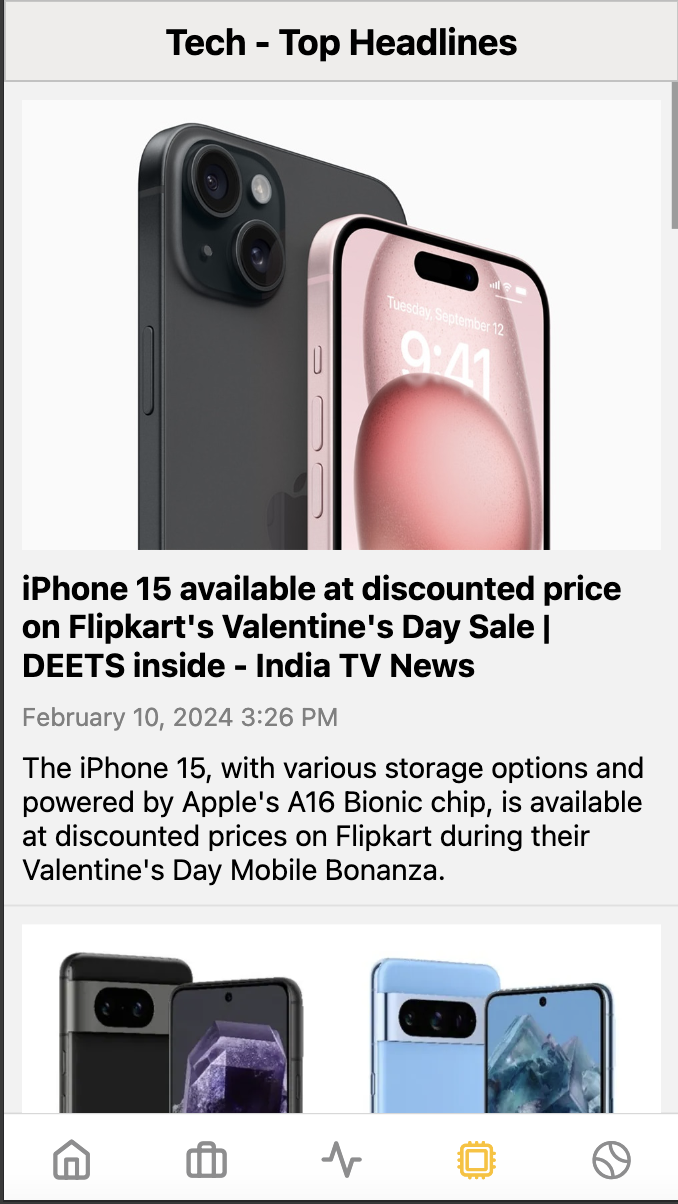 Tech - Top Headlines
Tuesday, September 12
9:41
iPhone 15 available at discounted price
on Flipkart's Valentine's Day Sale |
DEETS inside - India TV News
February 10, 2024 3:26 PM
The iPhone 15, with various storage options and
powered by Apple's A16 Bionic chip, is available
at discounted prices on Flipkart during their
Valentine's Day Mobile Bonanza.